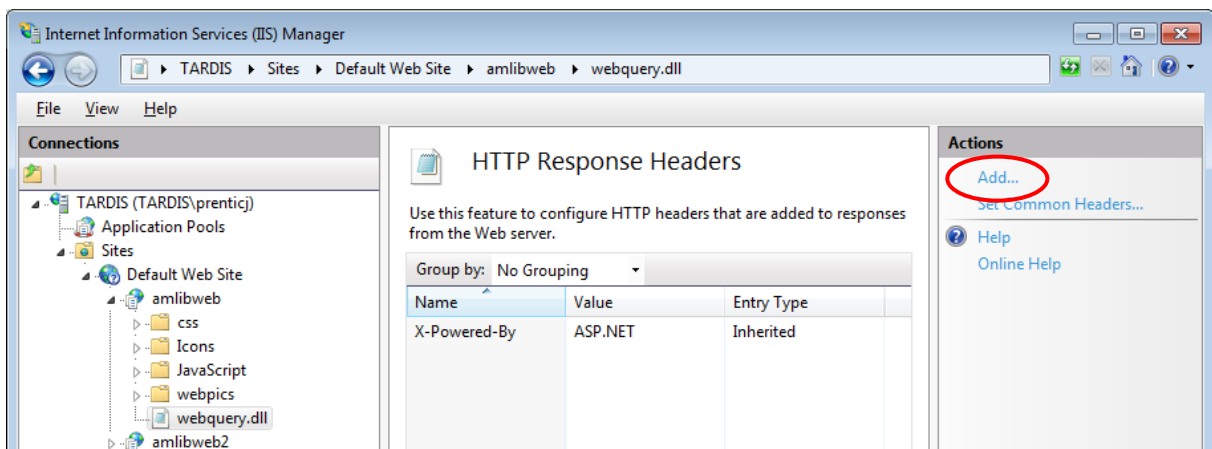 Internet Information Services (IIS) Manager
TARDIS Sites Default Web Site amlibweb webquery.dll
File View Help
Connections
TARDIS (TARDIS\prenticj)
Application Pools
Sites
Default Web Site
amlibweb
css
Icons
JavaScript
webpics
webquery.dll
amlibweb2
HTTP Response Headers
Use this feature to configure HTTP headers that are added to responses
from the Web server.
Group by: No Grouping
Name Value Entry Type
X-Powered-By ASP.NET Inherited
Actions
Add...
Set Common Headers...
Help
Online Help